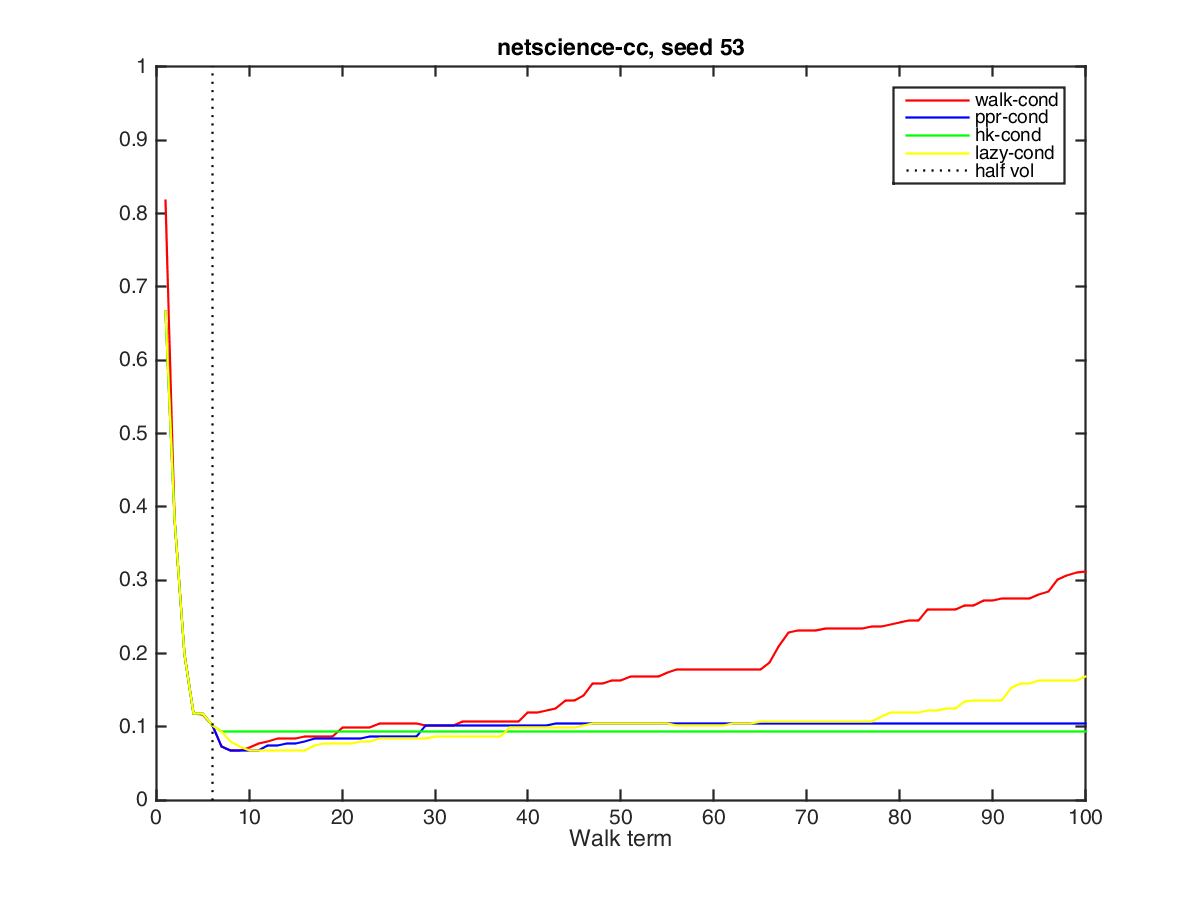 netscience-cc, seed 53
1
0.9
0.8
0.7
0.6
0.5
0.4
0.3
0.2
0.1
0
walk-cond
ppr-cond
hk-cond
lazy-cond
half vol
0 10 20 30 40 50 60 70 80 90 100
Walk term